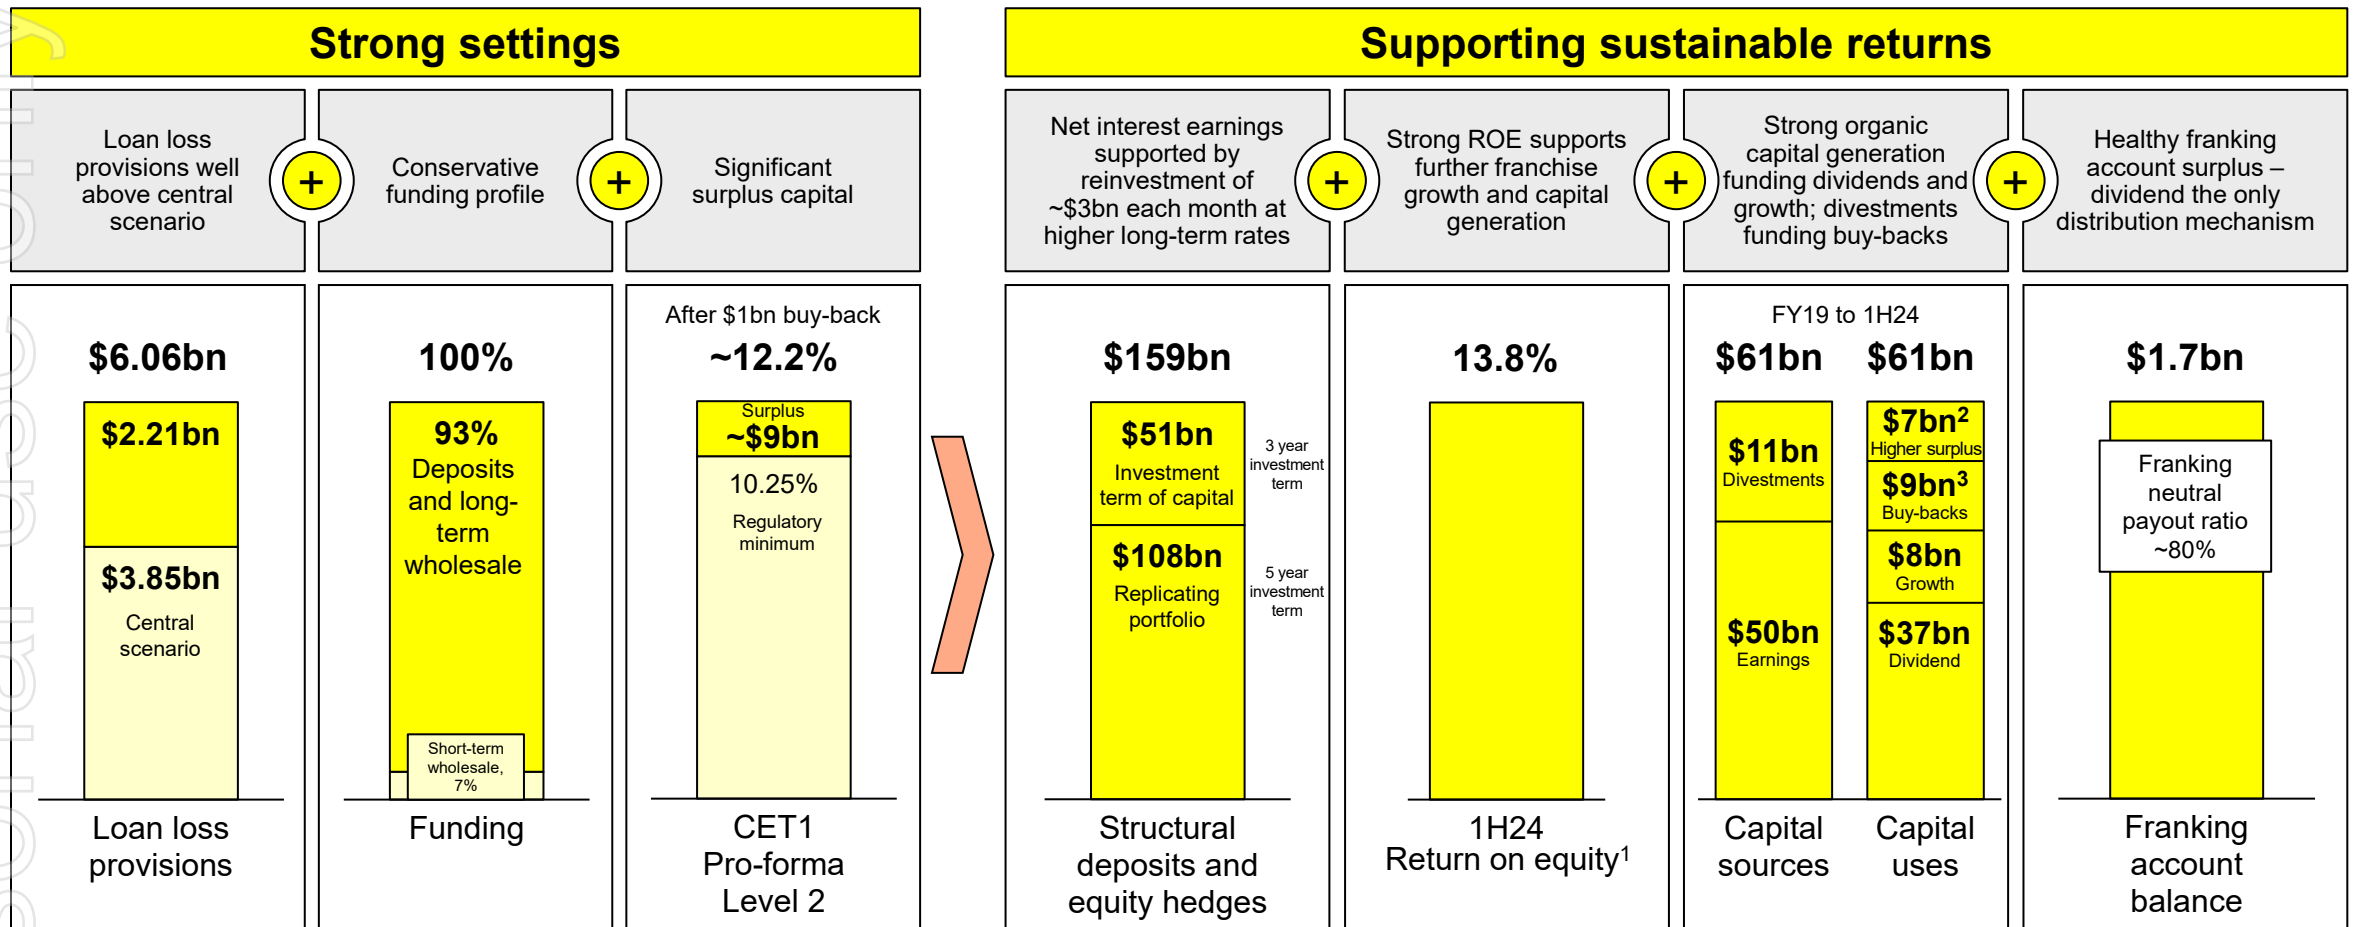 Strong settings
Supporting sustainable returns
Loan loss
provisions well
above central
scenario
+
Conservative
funding profile
+
Significant
surplus capital
Net interest earnings
supported by
reinvestment of
~$3bn each month at
higher long-term rates
+
Strong ROE supports
further franchise
growth and capital
generation
+
Strong organic
capital generation
funding dividends and
growth; divestments
funding buy-backs
+
Healthy franking
account surplus –
dividend the only
distribution mechanism
$6.06bn
$2.21bn
$3.85bn
Central
scenario
Loan loss
provisions
100%
93%
Deposits
and long-
term
wholesale
Short-term
wholesale,
7%
Funding
After $1bn buy-back
~12.2%
Surplus
~$9bn
10.25%
Regulatory
minimum
CET1
Pro-forma
Level 2
$159bn
$51bn
Investment
term of capital
3 year
investment
term
$108bn
Replicating
portfolio
5 year
investment
term
Structural
deposits and
equity hedges
13.8%
1H24
Return on equity¹
FY19 to 1H24
$61bn
$11bn
Divestments
$50bn
Earnings
Capital
sources
$61bn
$7bn²
Higher surplus
$9bn³
Buy-backs
$8bn
Growth
$37bn
Dividend
Capital
uses
$1.7bn
Franking
neutral
payout ratio
~80%
Franking
account
balance